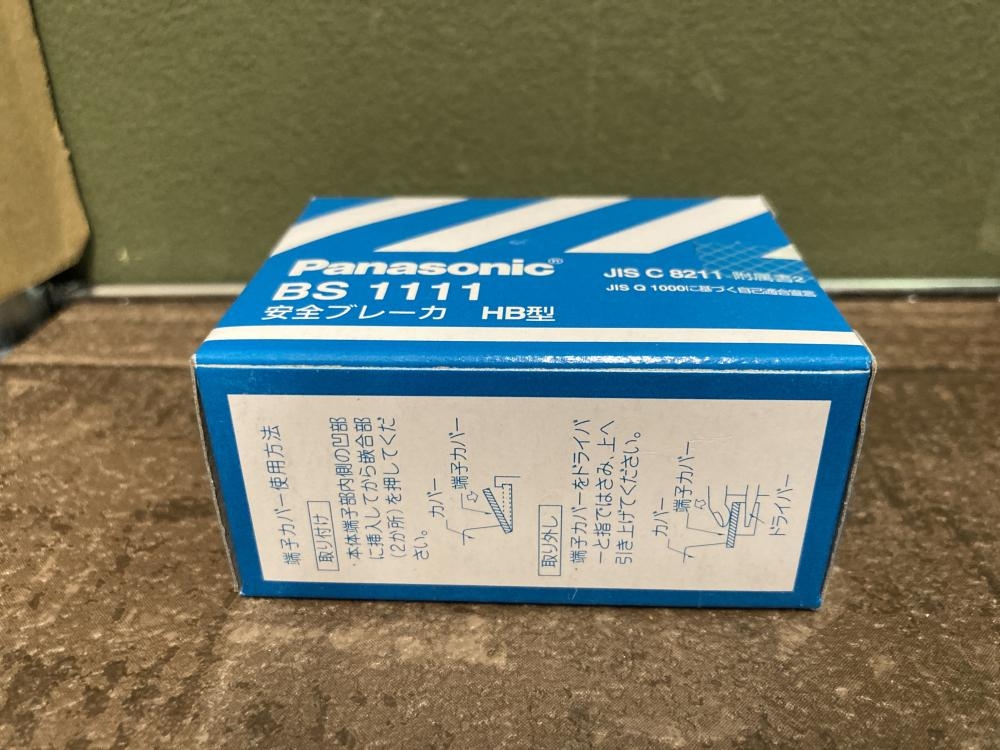 Panasonic®
BS 1111
安全ブレーカ HB型
JIS C 8211 附属書2
JIS Q 1000に基づく自己適合宣言
端子カバー使用方法
取り付け
・本体端子部内側の凹部
に挿入してから嵌合部
(2か所)を押してくだ
さい。
カバー
端子カバー
取り外し
・端子カバーをドライバ
ーと指ではさみ、上へ
引き上げてください。
カバー
端子カバー
ドライバー